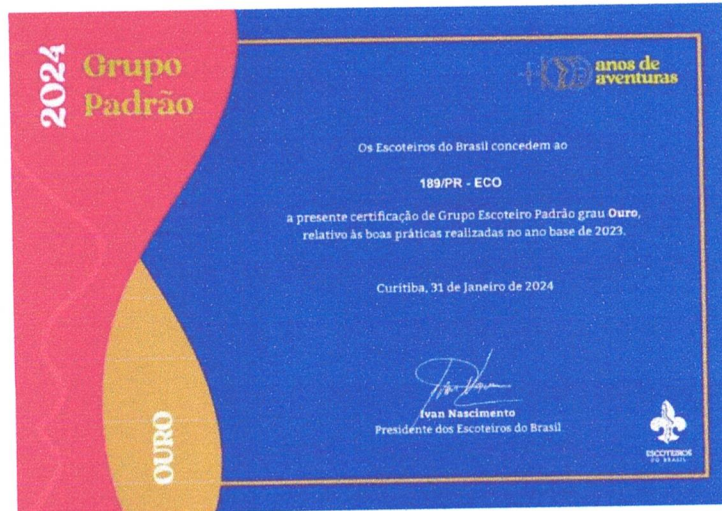 2024
Grupo
Padrão
anos de
aventuras
Os Escoteiros do Brasil concedem ao
189/PR - ECO
a presente certificação de Grupo Escoteiro Padrão grau Ouro,
relativo às boas práticas realizadas no ano base de 2023.
Curitiba, 31 de Janeiro de 2024
Ivan Nascimento
Presidente dos Escoteiros do Brasil
OURO
ESCOTEIROS
DO BRASIL